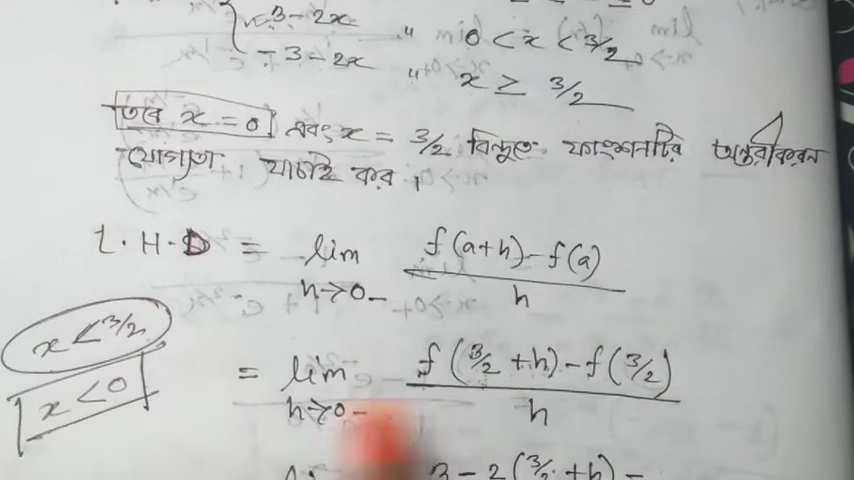 3 - 2x " 0 < x < 3/2
- 3 - 2x " x ≥ 3/2
তবে x = 0 এবং x = 3/2 বিন্দুতে ফাংশনটির অন্তরীকরন
যোগ্যতা যাচাই কর ।
L.H.D = lim h→0- (f(a+h) - f(a)) / h
x < 3/2
= lim h→0- (f(3/2 + h) - f(3/2)) / h
x < 0
3 - 2(3/2 + h) -